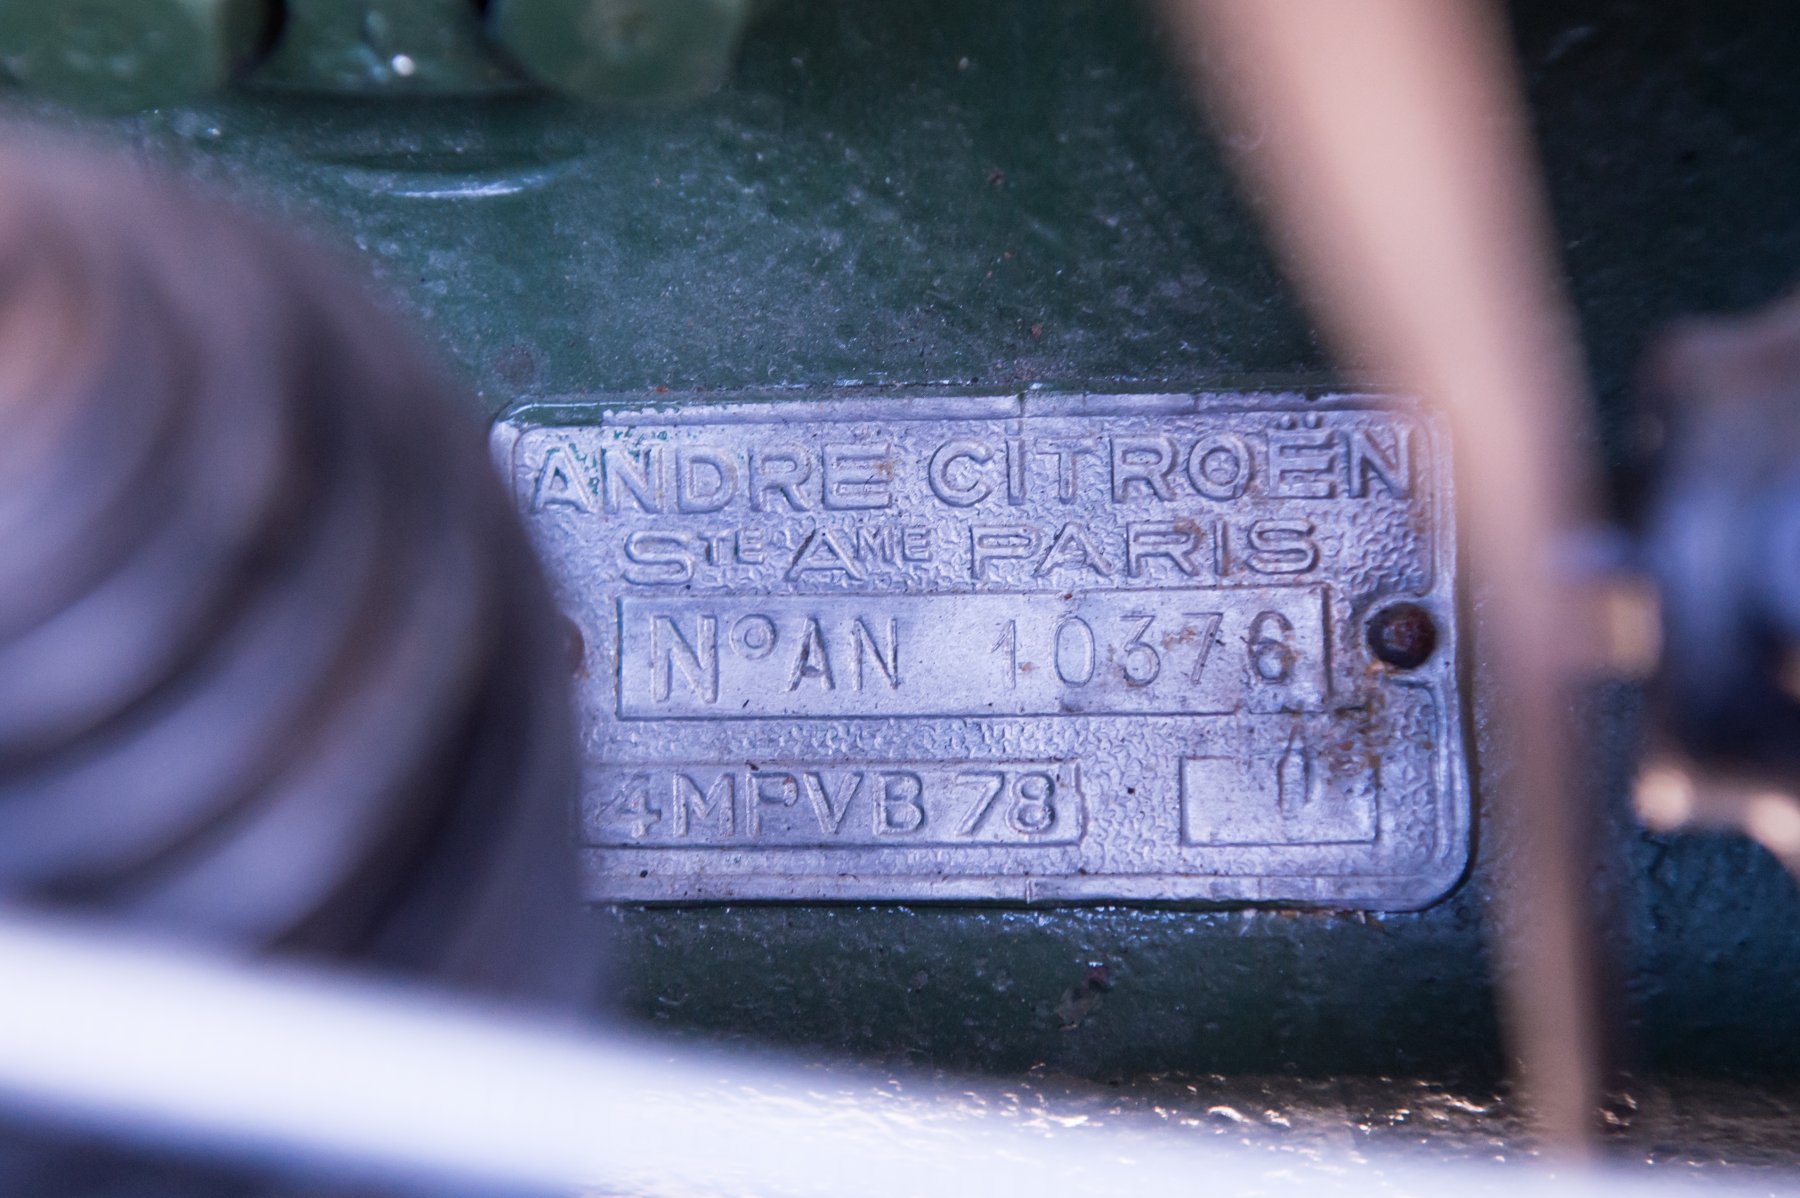 ANDRE CITROËN
STE AME PARIS
No AN 10376
4MPVB 78
A